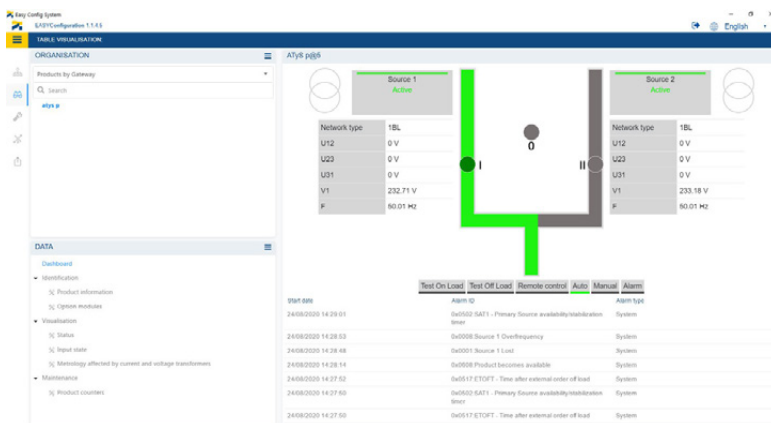 Easy Config System
EASYConfiguration 1.1.4.5
English
TABLE VISUALISATION
ORGANISATION
Products by Gateway
Search
atys p
DATA
Dashboard
Identification
Product information
Option modules
Visualisation
Status
Input state
Metrology affected by current and voltage transformers
Maintenance
Product counters
ATyS p@5
Source 1
Active
Network type 1BL
U12 0 V
U23 0 V
U31 0 V
V1 232.71 V
F 50.01 Hz
0
I
II
Source 2
Active
Network type 1BL
U12 0 V
U23 0 V
U31 0 V
V1 233.18 V
F 50.01 Hz
Test On Load Test Off Load Remote control Auto Manual Alarm
Start date Alarm ID Alarm type
24/08/2020 14:29:01 0x0502:SAT1 - Primary Source availability/stabilization timer System
24/08/2020 14:28:53 0x0008:Source 1 Overfrequency System
24/08/2020 14:28:48 0x0001:Source 1 Lost System
24/08/2020 14:28:14 0x0608:Product becomes available System
24/08/2020 14:27:52 0x0517:ETOFT - Time after external order off load System
24/08/2020 14:27:50 0x0502:SAT1 - Primary Source availability/stabilization timer System
24/08/2020 14:27:50 0x0517:ETOFT - Time after external order off load System